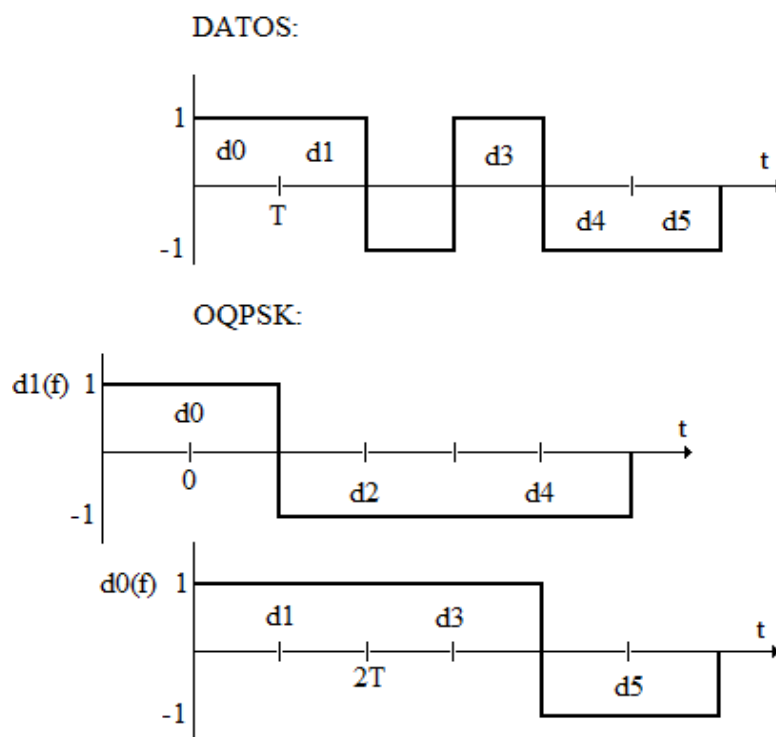 DATOS:
1
d0 d1 d3 t
T
d4 d5
-1
OQPSK:
d1(f) 1
d0
t
0
d2 d4
-1
d0(f) 1
d1 d3 t
2T
d5
-1